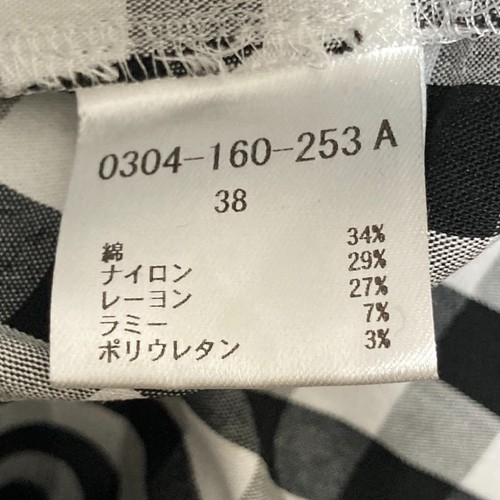 0304-160-253 A
38
綿 34%
ナイロン 29%
レーヨン 27%
ラミー 7%
ポリウレタン 3%